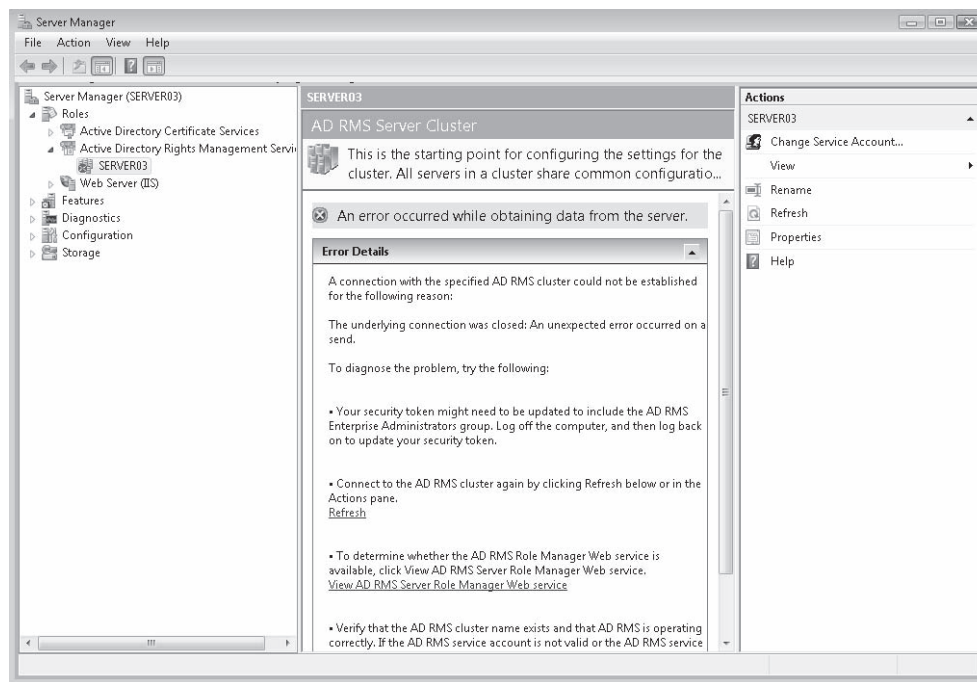 Server Manager
File Action View Help
Server Manager (SERVER03)
Roles
Active Directory Certificate Services
Active Directory Rights Management Servi
SERVER03
Web Server (IIS)
Features
Diagnostics
Configuration
Storage
SERVER03
AD RMS Server Cluster
This is the starting point for configuring the settings for the
cluster. All servers in a cluster share common configuratio...
An error occurred while obtaining data from the server.
Error Details
A connection with the specified AD RMS cluster could not be established
for the following reason:
The underlying connection was closed: An unexpected error occurred on a
send.
To diagnose the problem, try the following:
▪ Your security token might need to be updated to include the AD RMS
Enterprise Administrators group. Log off the computer, and then log back
on to update your security token.
▪ Connect to the AD RMS cluster again by clicking Refresh below or in the
Actions pane.
Refresh
▪ To determine whether the AD RMS Role Manager Web service is
available, click View AD RMS Server Role Manager Web service.
View AD RMS Server Role Manager Web service
▪ Verify that the AD RMS cluster name exists and that AD RMS is operating
correctly. If the AD RMS service account is not valid or the AD RMS service
Actions
SERVER03
Change Service Account...
View
Rename
Refresh
Properties
Help